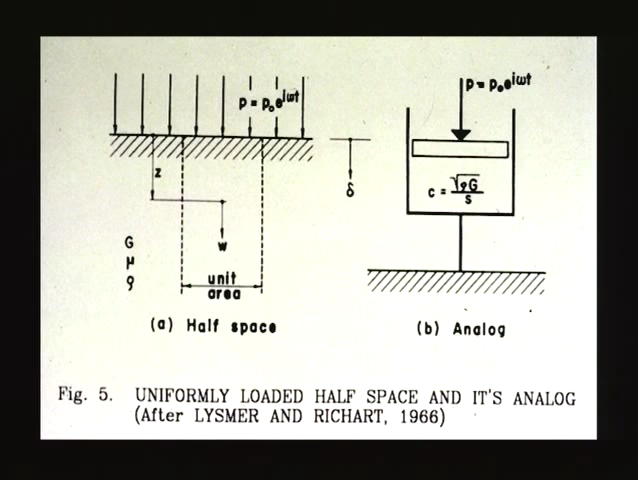 p = p₀e^iωt
p = p₀e^iωt
z
δ
c = √ρG / s
w
G
μ
ρ
unit
area
(a) Half space
(b) Analog
Fig. 5. UNIFORMLY LOADED HALF SPACE AND IT'S ANALOG
(After LYSMER AND RICHART, 1966)